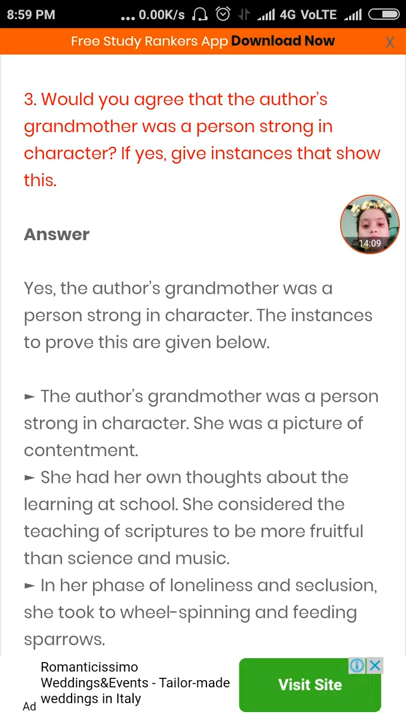 8:59 PM ... 0.00K/s 4G VoLTE
Free Study Rankers App Download Now X
3. Would you agree that the author's
grandmother was a person strong in
character? If yes, give instances that show
this.
14:09
Answer
Yes, the author's grandmother was a
person strong in character. The instances
to prove this are given below.
► The author's grandmother was a person
strong in character. She was a picture of
contentment.
► She had her own thoughts about the
learning at school. She considered the
teaching of scriptures to be more fruitful
than science and music.
► In her phase of loneliness and seclusion,
she took to wheel-spinning and feeding
sparrows.
Romanticissimo
Weddings&Events - Tailor-made
Ad weddings in Italy
Visit Site